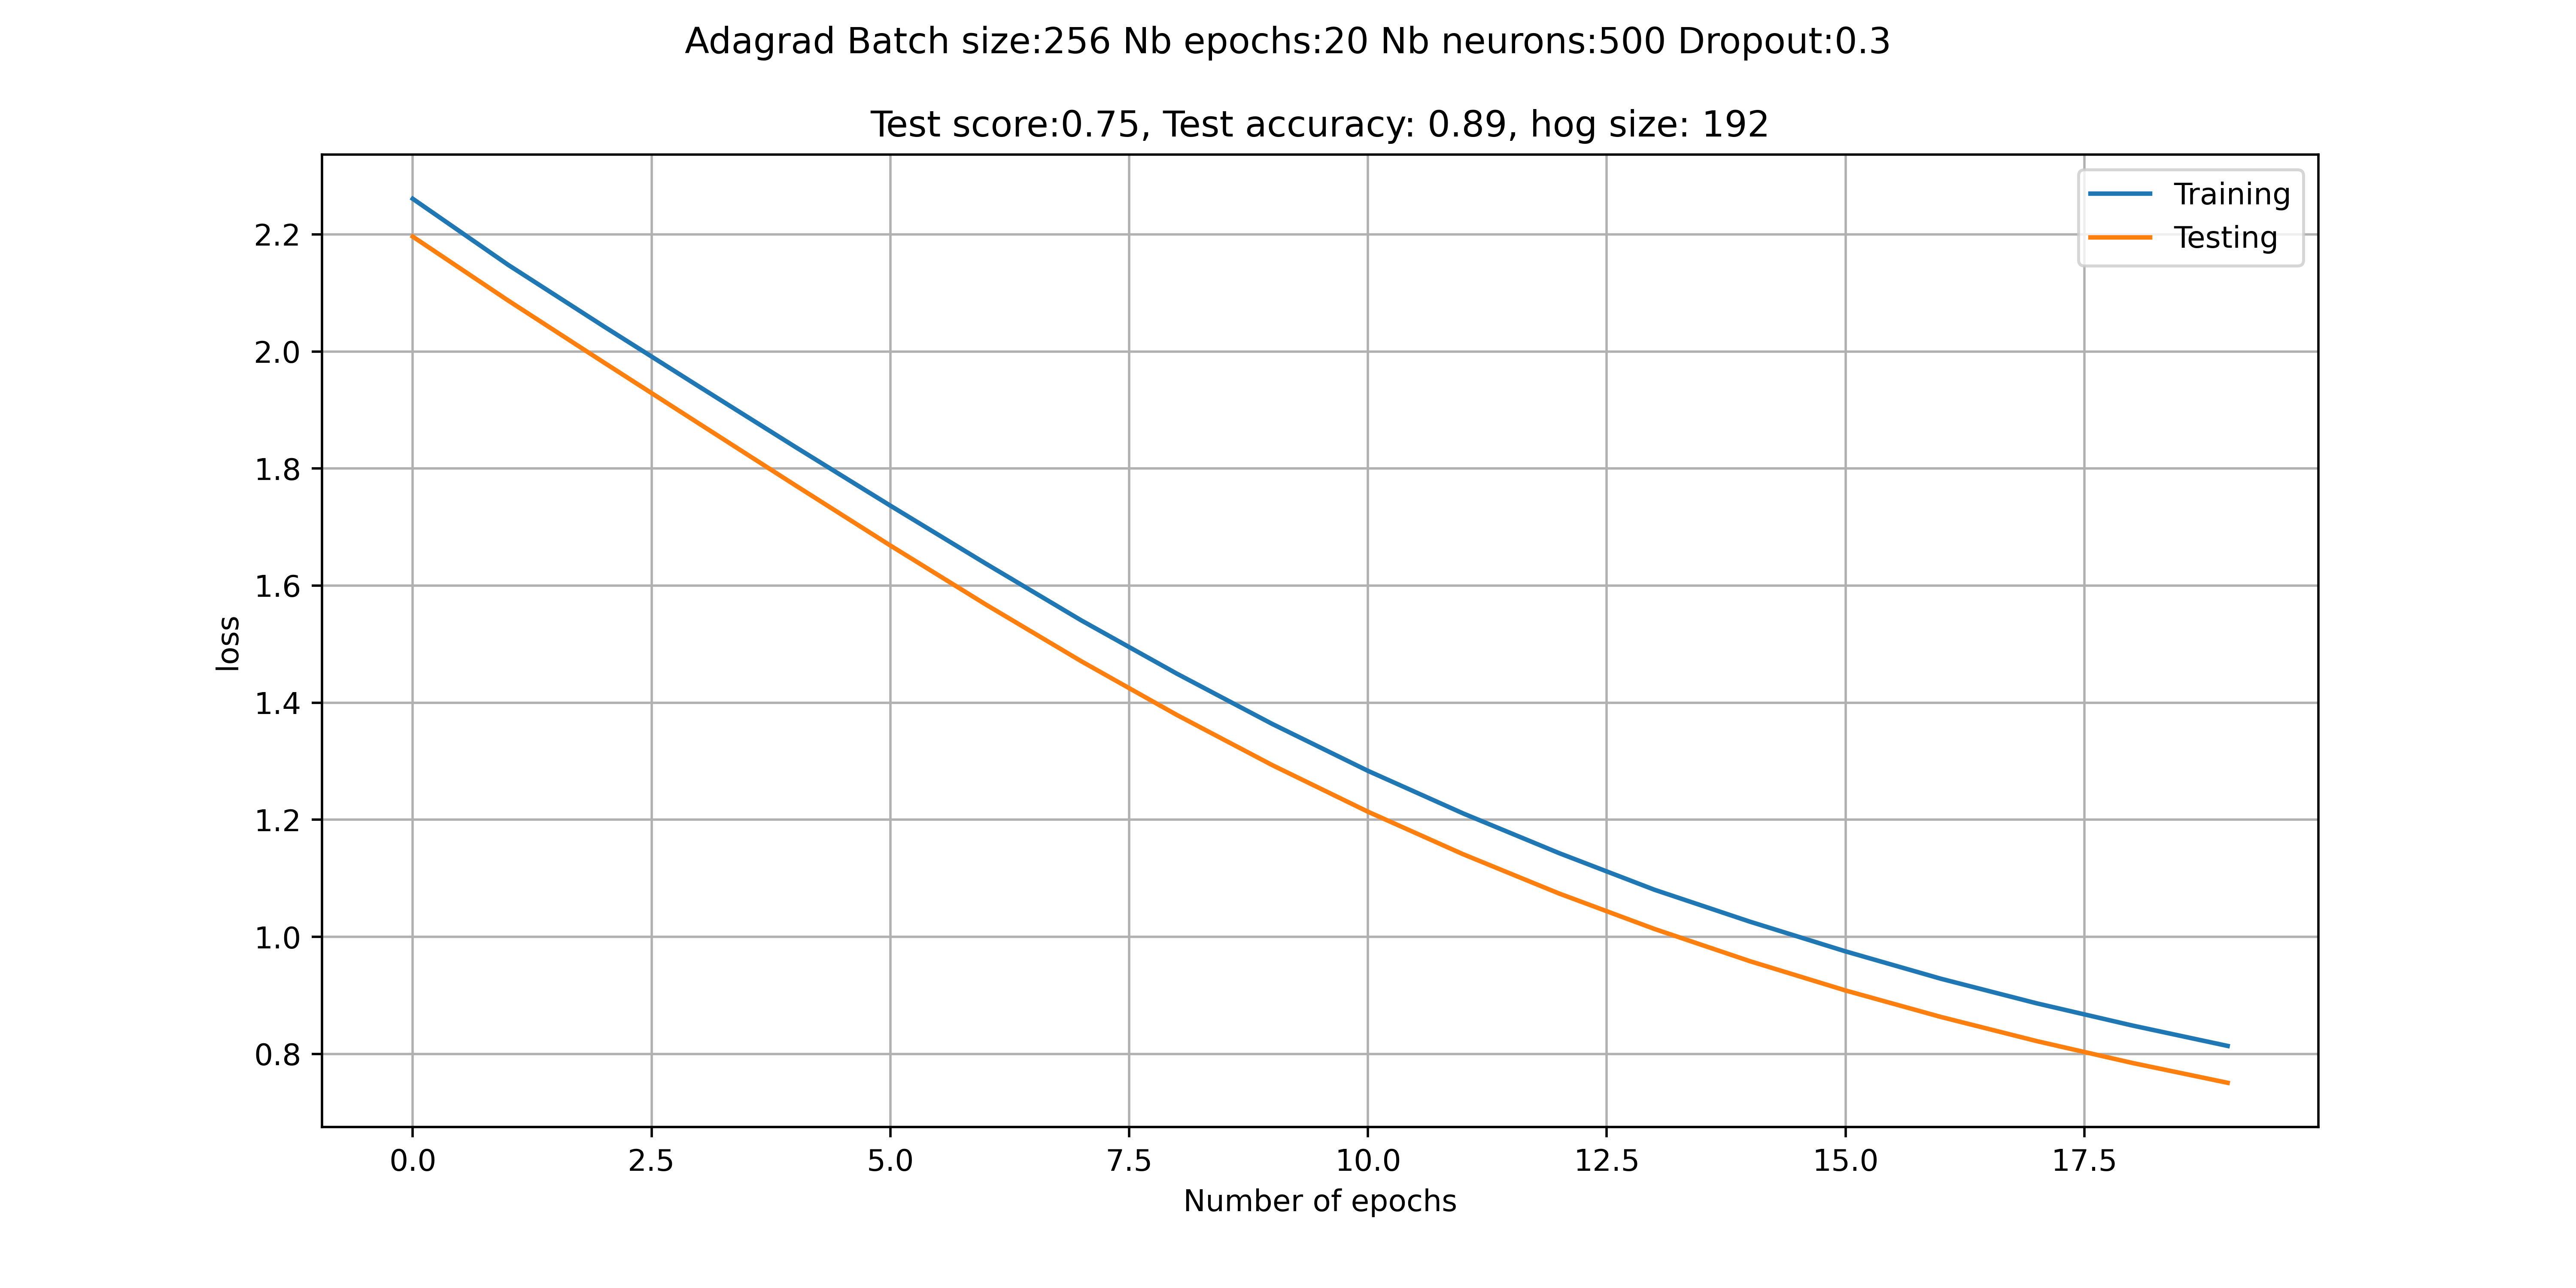 Adagrad Batch size:256 Nb epochs:20 Nb neurons:500 Dropout:0.3
Test score:0.75, Test accuracy: 0.89, hog size: 192
Training
Testing
2.2
2.0
1.8
1.6
1.4
1.2
1.0
0.8
loss
0.0 2.5 5.0 7.5 10.0 12.5 15.0 17.5
Number of epochs